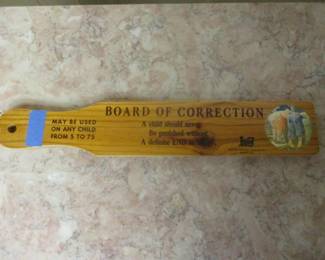 MAY BE USED
ON ANY CHILD
FROM 5 TO 75
BOARD OF CORRECTION
A child should never
Be punished without
A definite END in